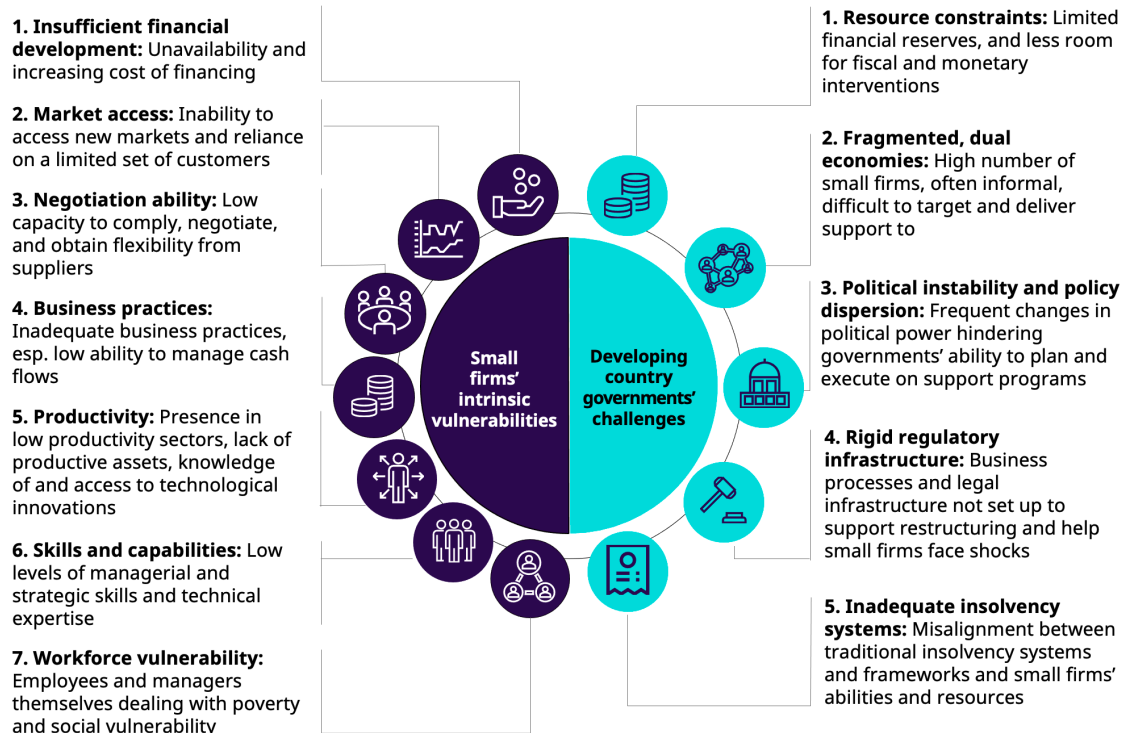 1. Insufficient financial
development: Unavailability and
increasing cost of financing
2. Market access: Inability to
access new markets and reliance
on a limited set of customers
3. Negotiation ability: Low
capacity to comply, negotiate,
and obtain flexibility from
suppliers
4. Business practices:
Inadequate business practices,
esp. low ability to manage cash
flows
5. Productivity: Presence in
low productivity sectors, lack of
productive assets, knowledge
of and access to technological
innovations
6. Skills and capabilities: Low
levels of managerial and
strategic skills and technical
expertise
7. Workforce vulnerability:
Employees and managers
themselves dealing with poverty
and social vulnerability
Small
firms’
intrinsic
vulnerabilities
Developing
country
governments’
challenges
1. Resource constraints: Limited
financial reserves, and less room
for fiscal and monetary
interventions
2. Fragmented, dual
economies: High number of
small firms, often informal,
difficult to target and deliver
support to
3. Political instability and policy
dispersion: Frequent changes in
political power hindering
governments’ ability to plan and
execute on support programs
4. Rigid regulatory
infrastructure: Business
processes and legal
infrastructure not set up to
support restructuring and help
small firms face shocks
5. Inadequate insolvency
systems: Misalignment between
traditional insolvency systems
and frameworks and small firms’
abilities and resources